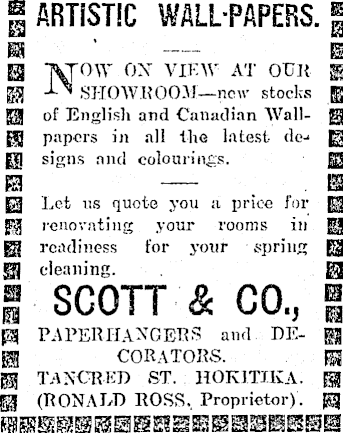 ARTISTIC WALL-PAPERS.
NOW ON VIEW AT OUR
SHOWROOM—new stocks
of English and Canadian Wall-
papers in all the latest de-
signs and colourings.
Let us quote you a price for
renovating your rooms in
readiness for your spring
cleaning.
SCOTT & CO.,
PAPERHANGERS and DE-
CORATORS.
TANCRED ST. HOKITIKA.
(RONALD ROSS, Proprietor).